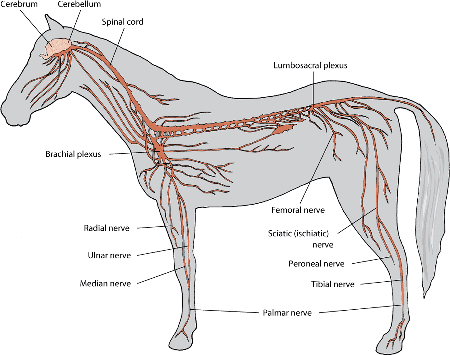 Cerebrum
Cerebellum
Spinal cord
Lumbosacral plexus
Brachial plexus
Femoral nerve
Radial nerve
Sciatic (ischiatic)
nerve
Ulnar nerve
Peroneal nerve
Median nerve
Tibial nerve
Palmar nerve